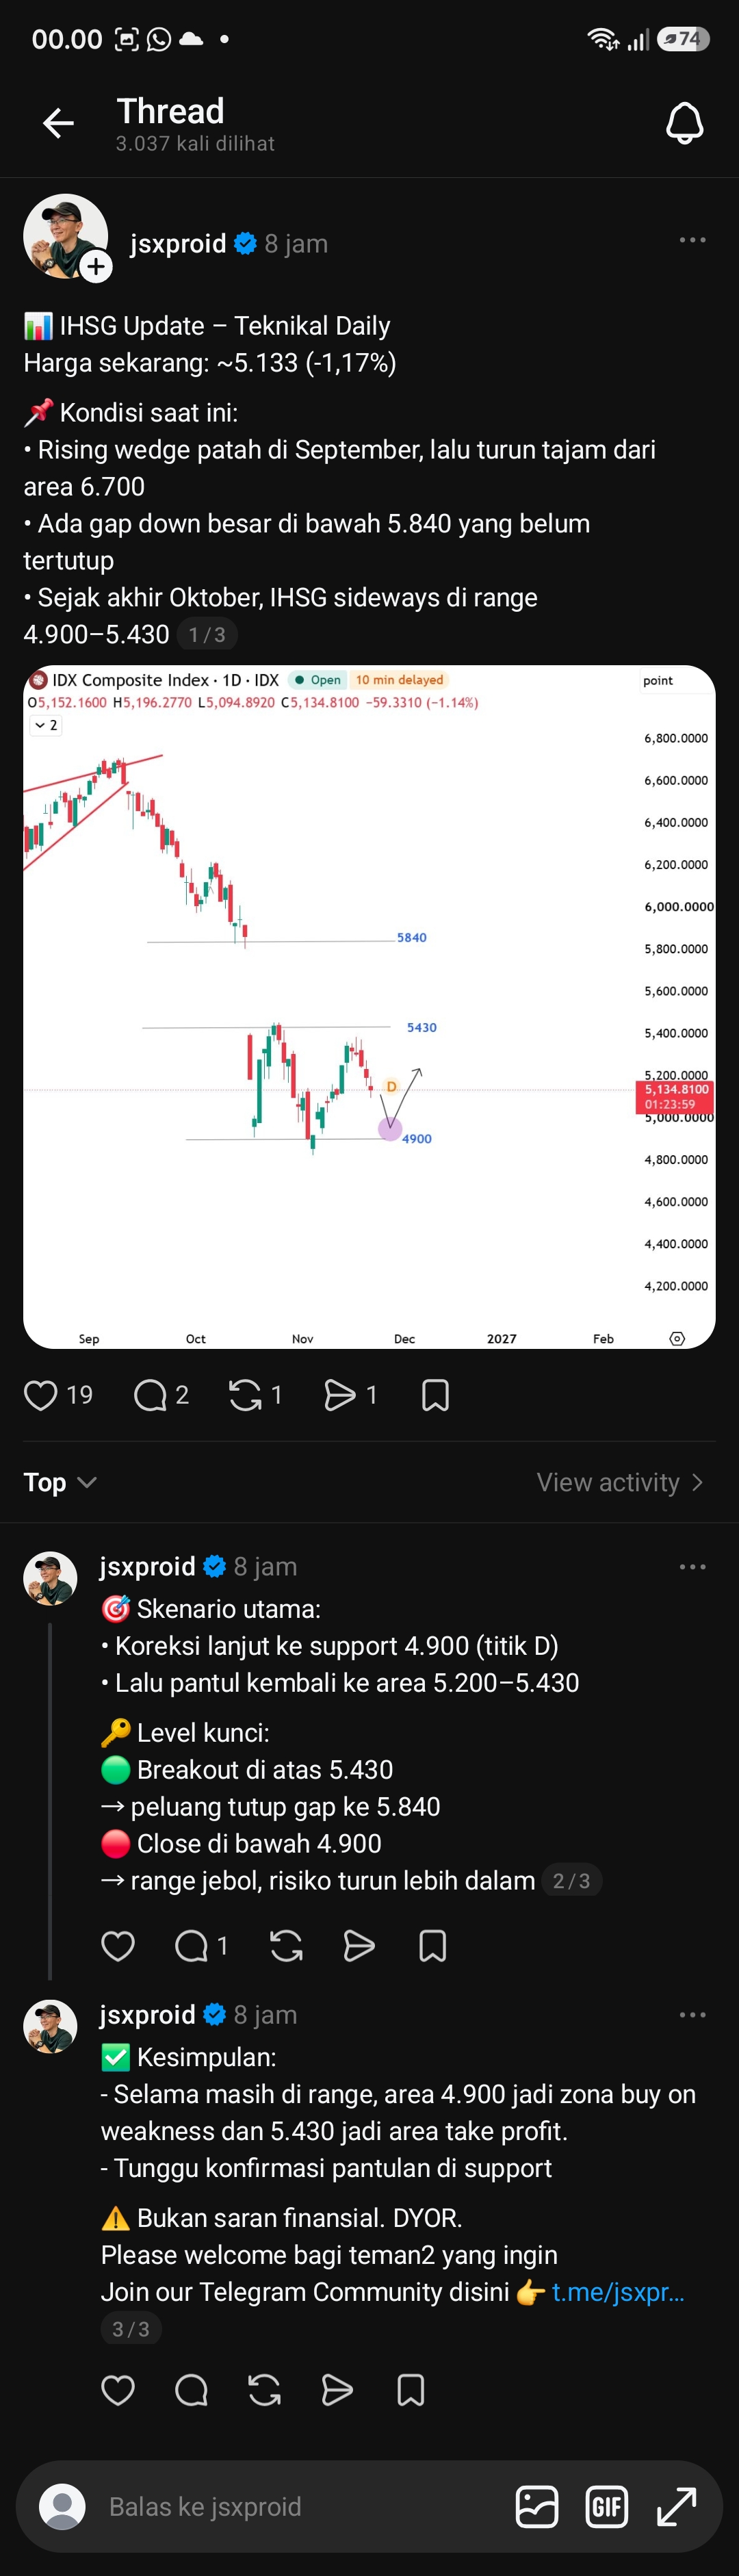 00.00
74
Thread
3.037 kali dilihat
jsxproid 8 jam
📊 IHSG Update – Teknikal Daily
Harga sekarang: ~5.133 (-1,17%)
📌 Kondisi saat ini:
• Rising wedge patah di September, lalu turun tajam dari
area 6.700
• Ada gap down besar di bawah 5.840 yang belum
tertutup
• Sejak akhir Oktober, IHSG sideways di range
4.900–5.430 1/3
IDX Composite Index · 1D · IDX Open 10 min delayed
point
O5,152.1600 H5,196.2770 L5,094.8920 C5,134.8100 −59.3310 (−1.14%)
2
6,800.0000
6,600.0000
6,400.0000
6,200.0000
6,000.0000
5840
5,800.0000
5,600.0000
5430
5,400.0000
5,200.0000
D
5,134.8100
01:23:59
5,000.0000
4900
4,800.0000
4,600.0000
4,400.0000
4,200.0000
Sep Oct Nov Dec 2027 Feb
19 2 1 1
Top
View activity
jsxproid 8 jam
🎯 Skenario utama:
• Koreksi lanjut ke support 4.900 (titik D)
• Lalu pantul kembali ke area 5.200–5.430
🔑 Level kunci:
🟢 Breakout di atas 5.430
→ peluang tutup gap ke 5.840
🔴 Close di bawah 4.900
→ range jebol, risiko turun lebih dalam 2/3
1
jsxproid 8 jam
✅ Kesimpulan:
- Selama masih di range, area 4.900 jadi zona buy on
weakness dan 5.430 jadi area take profit.
- Tunggu konfirmasi pantulan di support
⚠️ Bukan saran finansial. DYOR.
Please welcome bagi teman2 yang ingin
Join our Telegram Community disini 👉 t.me/jsxpr...
3/3
Balas ke jsxproid
GIF